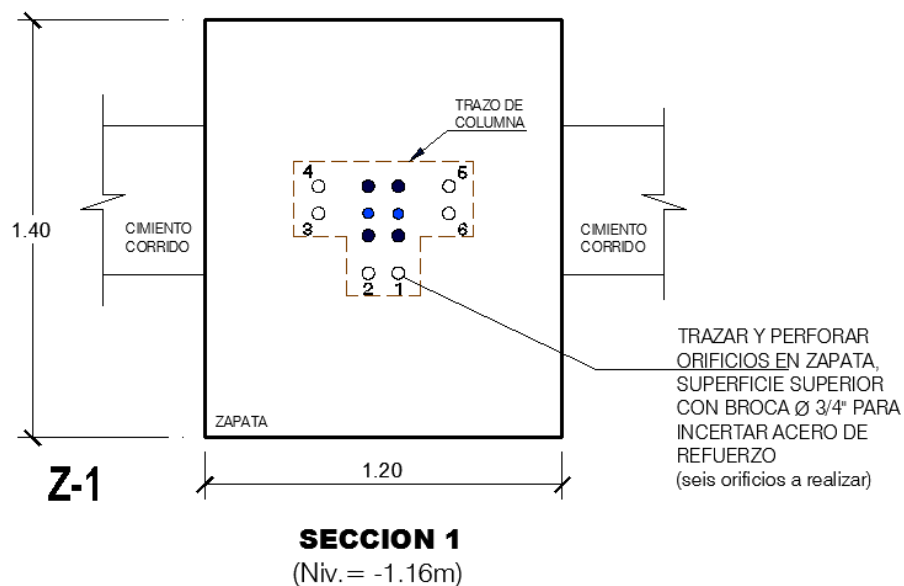 TRAZO DE
COLUMNA
4
5
3
6
2
1
1.40
CIMIENTO
CORRIDO
CIMIENTO
CORRIDO
TRAZAR Y PERFORAR
ORIFICIOS EN ZAPATA,
SUPERFICIE SUPERIOR
CON BROCA Ø 3/4" PARA
INCERTAR ACERO DE
REFUERZO
(seis orificios a realizar)
ZAPATA
Z-1
1.20
SECCION 1
(Niv.= -1.16m)